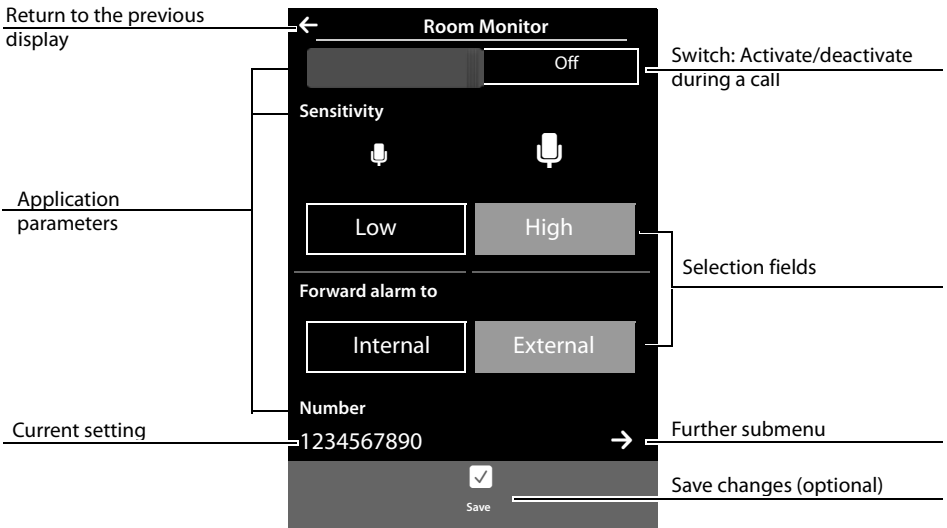 Return to the previous
display
Room Monitor
Off
Switch: Activate/deactivate
during a call
Sensitivity
Application
parameters
Low
High
Selection fields
Forward alarm to
Internal
External
Number
Current setting
1234567890
Further submenu
Save
Save changes (optional)